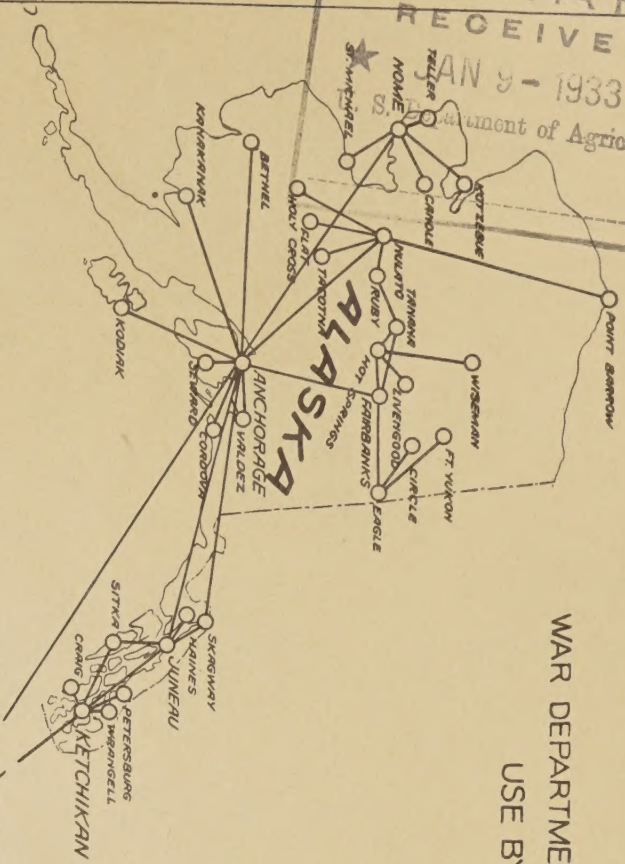 RECEIVE
JAN 9 - 1933
S. Department of Agric
WAR DEPARTME
USE BY
ALASKA
POINT BARROW
KOTZEBUE
CANDLE
TELLER
NOME
ST. MICHAEL
NULATO
RUBY
TANANA
HOT SPRINGS
HOLY CROSS
FLAT
TACOTNA
WISEMAN
LIVENGOOD
FAIRBANKS
FT. YUKON
CIRCLE
EAGLE
BETHEL
KANAKANAK
KODIAK
SEWARD
ANCHORAGE
VALDEZ
CORDOVA
SKAGWAY
HAINES
JUNEAU
SITKA
CRAIG
PETERSBURG
WRANGELL
KETCHIKAN